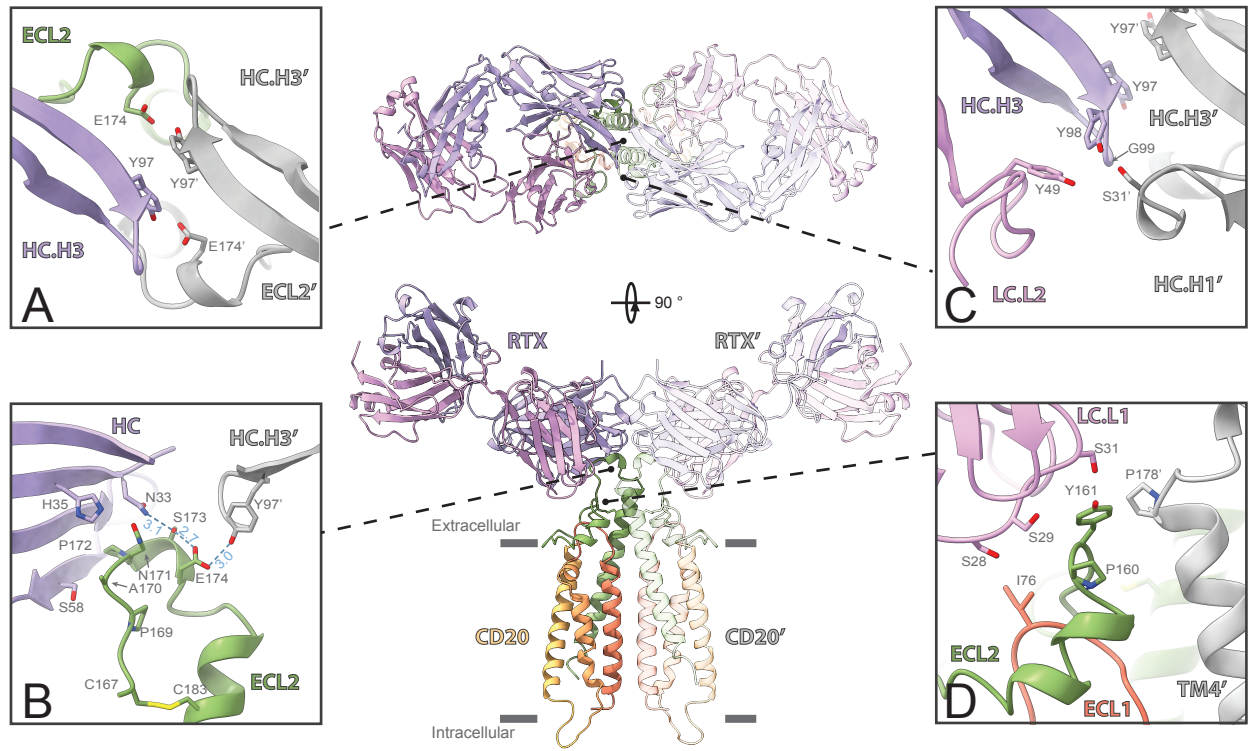 ECL2
HC.H3′
E174
Y97
Y97′
E174′
HC.H3
ECL2′
A
Y97′
HC.H3
Y97
HC.H3′
Y98
G99
Y49
S31′
LC.L2
HC.H1′
C
90 °
RTX
RTX′
Extracellular
CD20
CD20′
Intracellular
HC
HC.H3′
H35
N33
Y97′
S173
3.1
2.7
3.0
P172
N171
E174
A170
S58
P169
ECL2
C167
C183
B
LC.L1
S31
P178′
Y161
S29
S28
I76
P160
ECL2
ECL1
TM4′
D